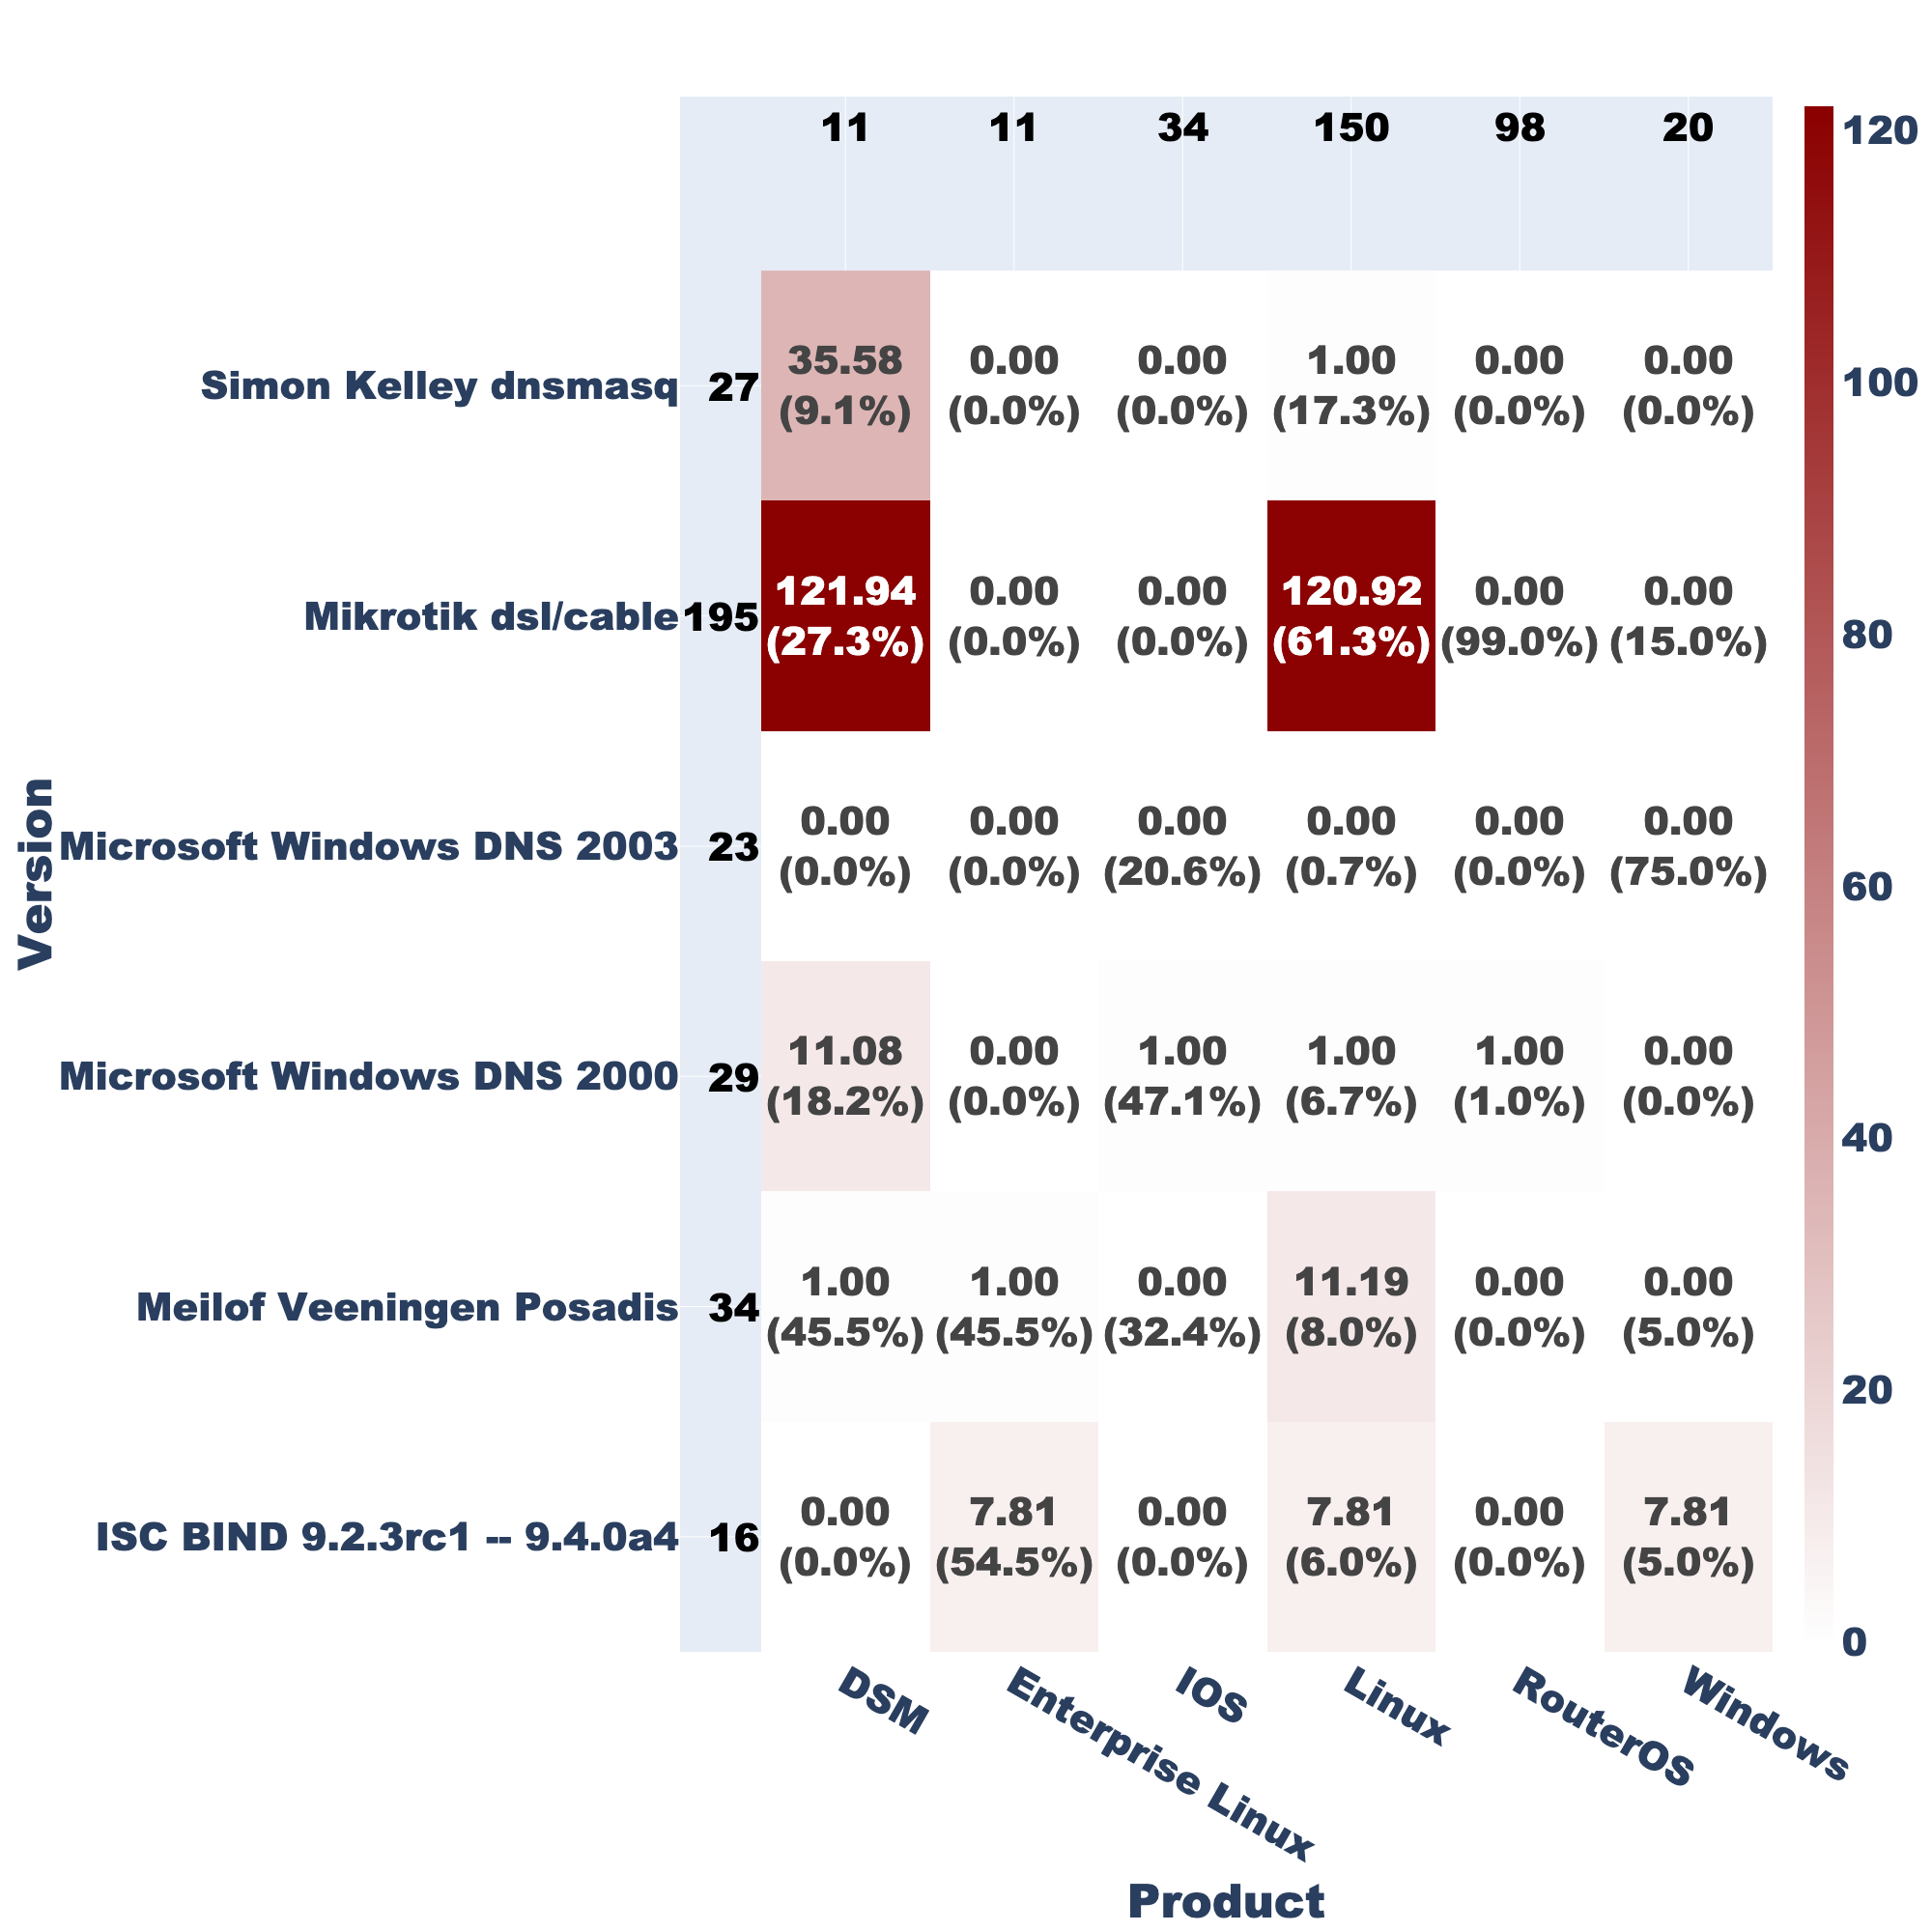 11 11 34 150 98 20
120
100
80
60
40
20
0
Version
Simon Kelley dnsmasq 27
35.58 0.00 0.00 1.00 0.00 0.00
(9.1%) (0.0%) (0.0%) (17.3%) (0.0%) (0.0%)
Mikrotik dsl/cable 195
121.94 0.00 0.00 120.92 0.00 0.00
(27.3%) (0.0%) (0.0%) (61.3%) (99.0%) (15.0%)
Microsoft Windows DNS 2003 23
0.00 0.00 0.00 0.00 0.00 0.00
(0.0%) (0.0%) (20.6%) (0.7%) (0.0%) (75.0%)
Microsoft Windows DNS 2000 29
11.08 0.00 1.00 1.00 1.00 0.00
(18.2%) (0.0%) (47.1%) (6.7%) (1.0%) (0.0%)
Meilof Veeningen Posadis 34
1.00 1.00 0.00 11.19 0.00 0.00
(45.5%) (45.5%) (32.4%) (8.0%) (0.0%) (5.0%)
ISC BIND 9.2.3rc1 -- 9.4.0a4 16
0.00 7.81 0.00 7.81 0.00 7.81
(0.0%) (54.5%) (0.0%) (6.0%) (0.0%) (5.0%)
DSM
Enterprise Linux
IOS
Linux
RouterOS
Windows
Product